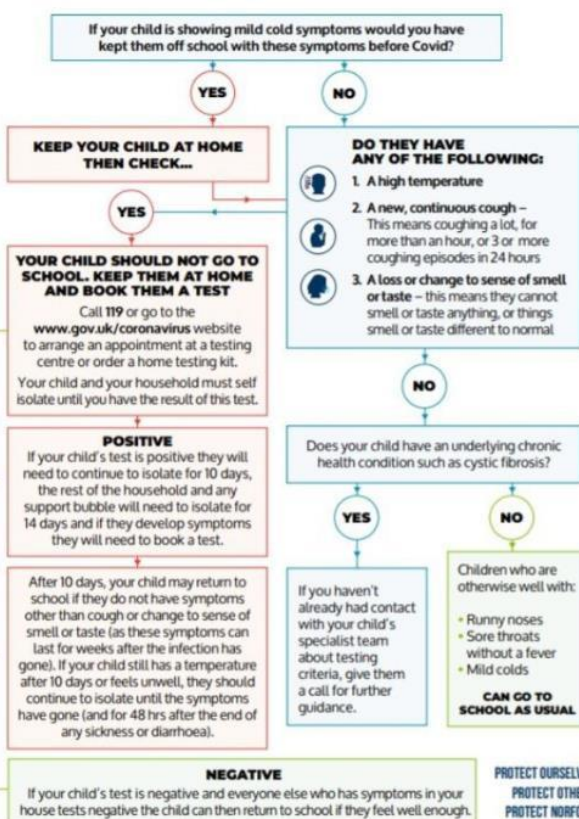 If your child is showing mild cold symptoms would you have
kept them off school with these symptoms before Covid?
YES
NO
KEEP YOUR CHILD AT HOME
THEN CHECK...
DO THEY HAVE
ANY OF THE FOLLOWING:
1. A high temperature
2. A new, continuous cough –
This means coughing a lot, for
more than an hour, or 3 or more
coughing episodes in 24 hours
3. A loss or change to sense of smell
or taste – this means they cannot
smell or taste anything, or things
smell or taste different to normal
YES
YOUR CHILD SHOULD NOT GO TO
SCHOOL. KEEP THEM AT HOME
AND BOOK THEM A TEST
Call 119 or go to the
www.gov.uk/coronavirus website
to arrange an appointment at a testing
centre or order a home testing kit.
Your child and your household must self
isolate until you have the result of this test.
NO
POSITIVE
If your child's test is positive they will
need to continue to isolate for 10 days,
the rest of the household and any
support bubble will need to isolate for
14 days and if they develop symptoms
they will need to book a test.
Does your child have an underlying chronic
health condition such as cystic fibrosis?
YES
NO
After 10 days, your child may return to
school if they do not have symptoms
other than cough or change to sense of
smell or taste (as these symptoms can
last for weeks after the infection has
gone). If your child still has a temperature
after 10 days or feels unwell, they should
continue to isolate until the symptoms
have gone (and for 48 hrs after the end of
any sickness or diarrhoea).
If you haven't
already had contact
with your child's
specialist team
about testing
criteria, give them
a call for further
guidance.
Children who are
otherwise well with:
• Runny noses
• Sore throats
without a fever
• Mild colds
CAN GO TO
SCHOOL AS USUAL
NEGATIVE
If your child's test is negative and everyone else who has symptoms in your
house tests negative the child can then return to school if they feel well enough.
PROTECT OURSELV
PROTECT OTHE
PROTECT NORF